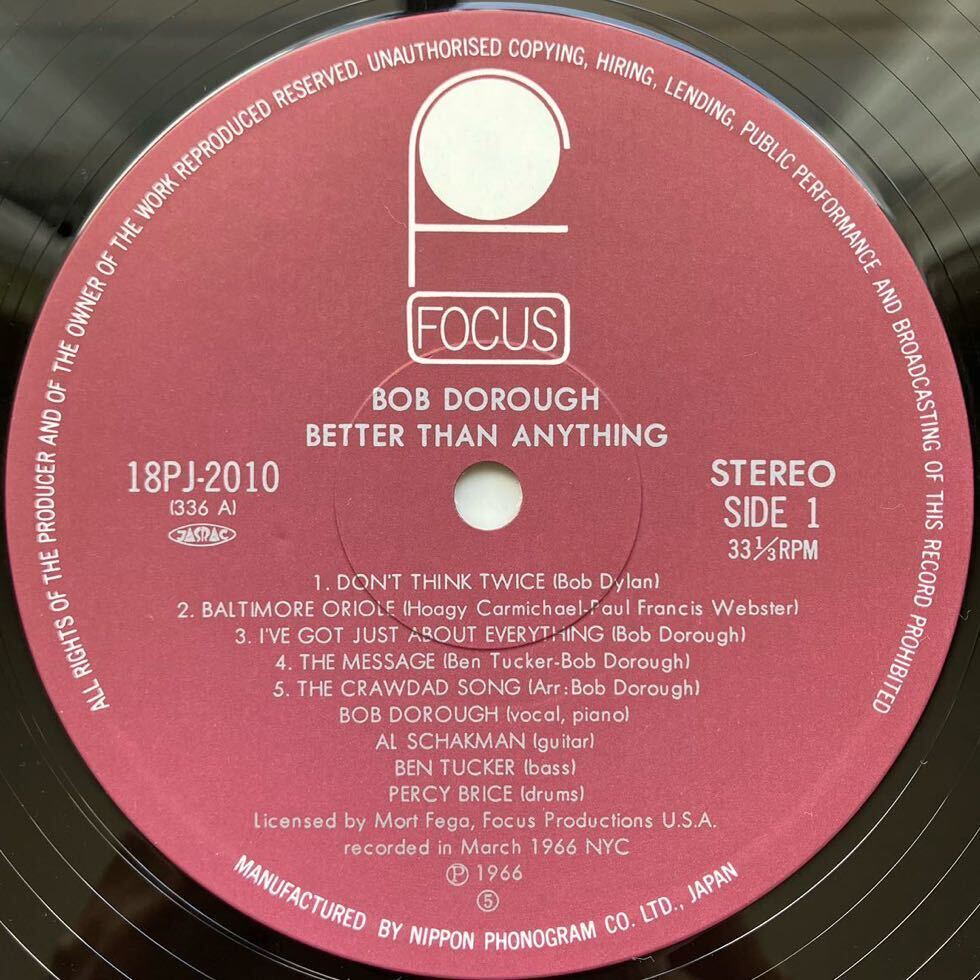 ALL RIGHTS OF THE PRODUCER AND OF THE OWNER OF THE WORK REPRODUCED RESERVED. UNAUTHORISED COPYING, HIRING, LENDING, PUBLIC PERFORMANCE AND BROADCASTING OF THIS RECORD PROHIBITED
FOCUS
BOB DOROUGH
BETTER THAN ANYTHING
18PJ-2010
(336 A)
JASRAC
STEREO
SIDE 1
33 1/3 RPM
1. DON'T THINK TWICE (Bob Dylan)
2. BALTIMORE ORIOLE (Hoagy Carmichael-Paul Francis Webster)
3. I'VE GOT JUST ABOUT EVERYTHING (Bob Dorough)
4. THE MESSAGE (Ben Tucker-Bob Dorough)
5. THE CRAWDAD SONG (Arr:Bob Dorough)
BOB DOROUGH (vocal, piano)
AL SCHAKMAN (guitar)
BEN TUCKER (bass)
PERCY BRICE (drums)
Licensed by Mort Fega, Focus Productions U.S.A.
recorded in March 1966 NYC
Ⓟ 1966
⑤
MANUFACTURED BY NIPPON PHONOGRAM CO. LTD., JAPAN